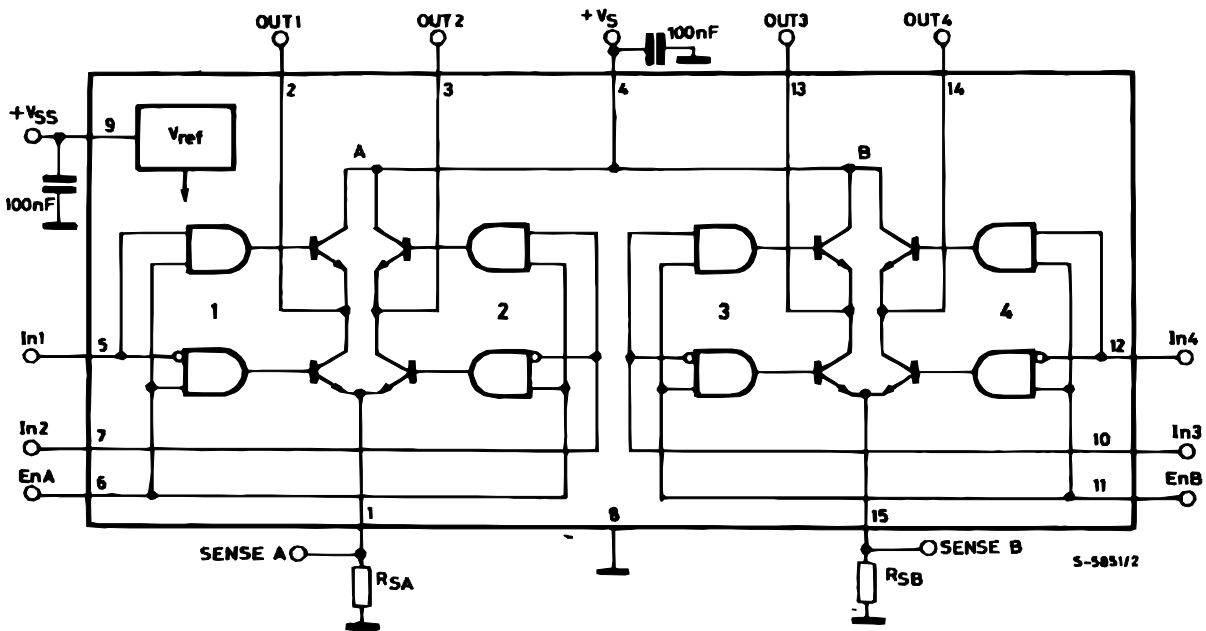 OUT1 OUT2 +VS OUT3 OUT4
100nF
2 3 4 13 14
+VSS 9 Vref
A B
100nF
1 2 3 4
In1 5 12 In4
In2 7 10 In3
EnA 6 11 EnB
1 8 15
SENSE A SENSE B
S-5851/2
RSA RSB